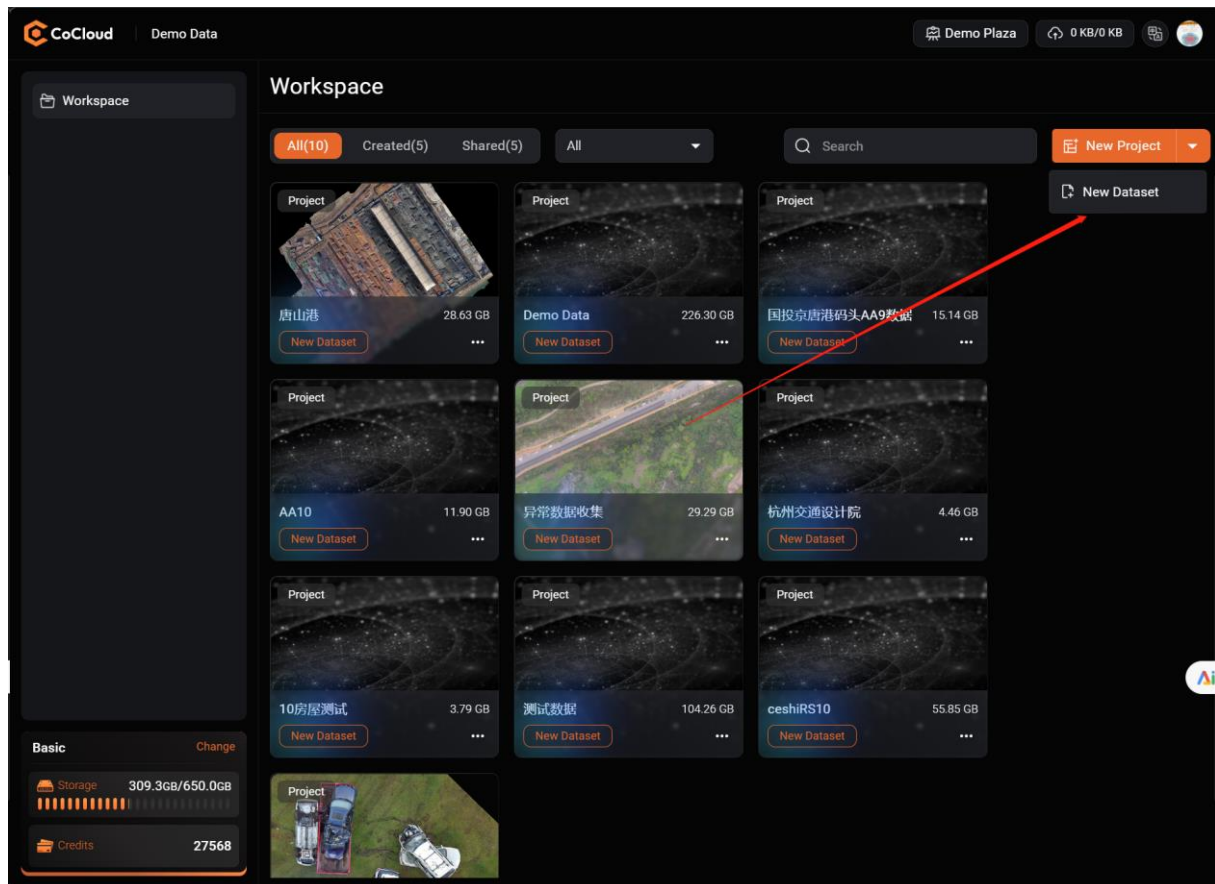 CoCloud
Demo Data
Demo Plaza
0 KB/0 KB
Workspace
Workspace
All(10)
Created(5)
Shared(5)
All
Search
New Project
New Dataset
Project
唐山港
28.63 GB
New Dataset
Project
Demo Data
226.30 GB
New Dataset
Project
国投京唐港码头AA9数据
15.14 GB
New Dataset
Project
AA10
11.90 GB
New Dataset
Project
异常数据收集
29.29 GB
New Dataset
Project
杭州交通设计院
4.46 GB
New Dataset
Project
10房屋测试
3.79 GB
New Dataset
Project
测试数据
104.26 GB
New Dataset
Project
ceshiRS10
55.85 GB
New Dataset
Project
Basic
Change
Storage
309.3GB/650.0GB
Credits
27568
Ai